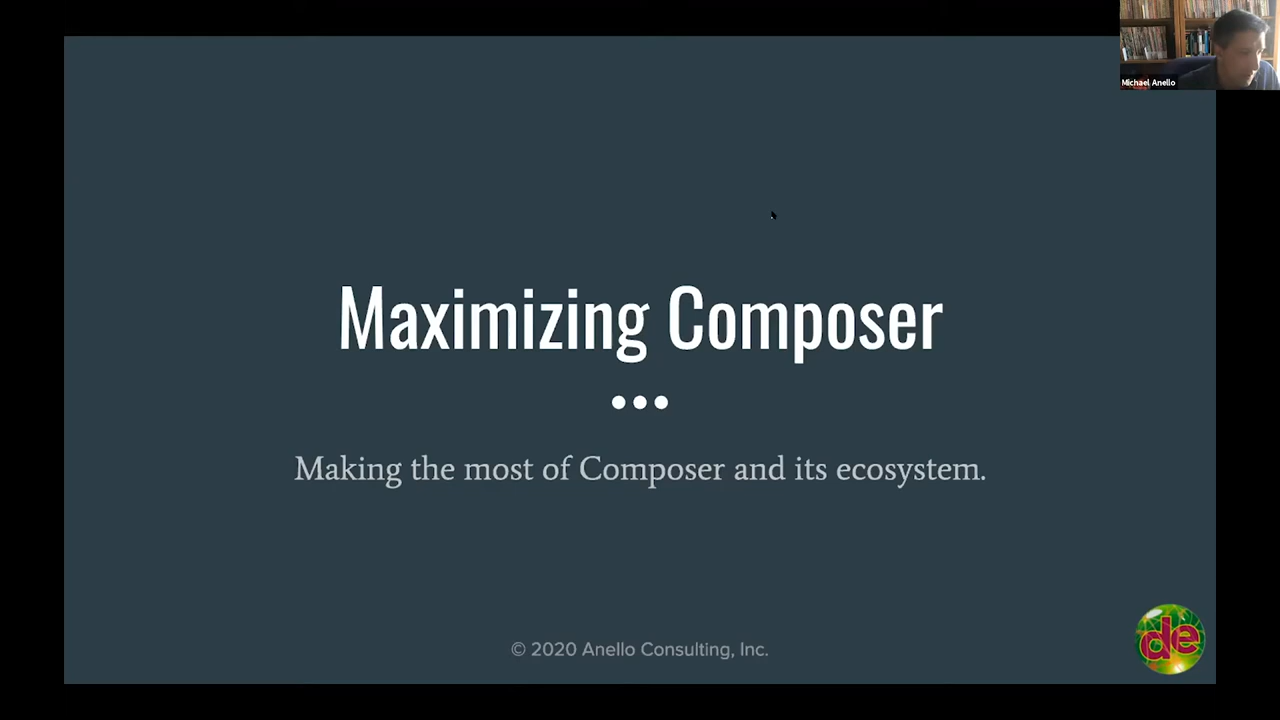 Michael Anello
Maximizing Composer
Making the most of Composer and its ecosystem.
© 2020 Anello Consulting, Inc.
de